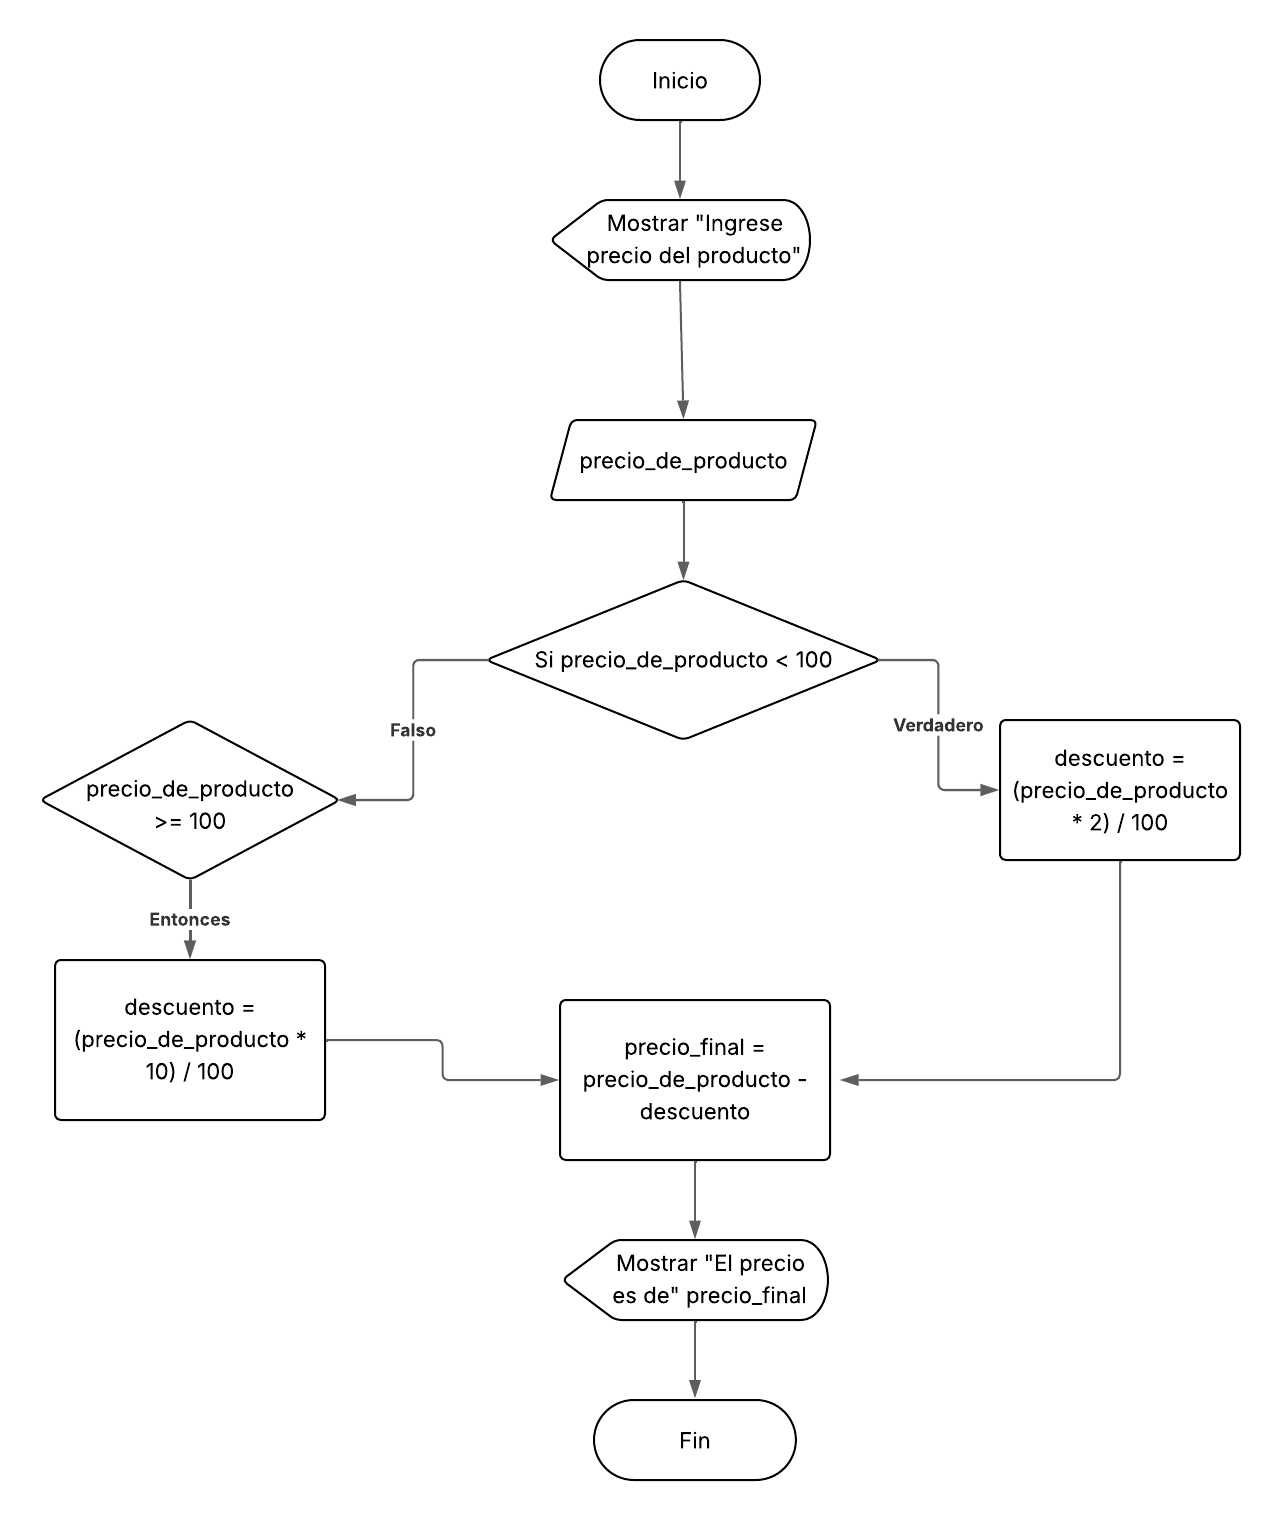 Inicio
Mostrar "Ingrese
precio del producto"
precio_de_producto
Si precio_de_producto < 100
Falso
Verdadero
precio_de_producto
>= 100
descuento =
(precio_de_producto
* 2) / 100
Entonces
descuento =
(precio_de_producto *
10) / 100
precio_final =
precio_de_producto -
descuento
Mostrar "El precio
es de" precio_final
Fin